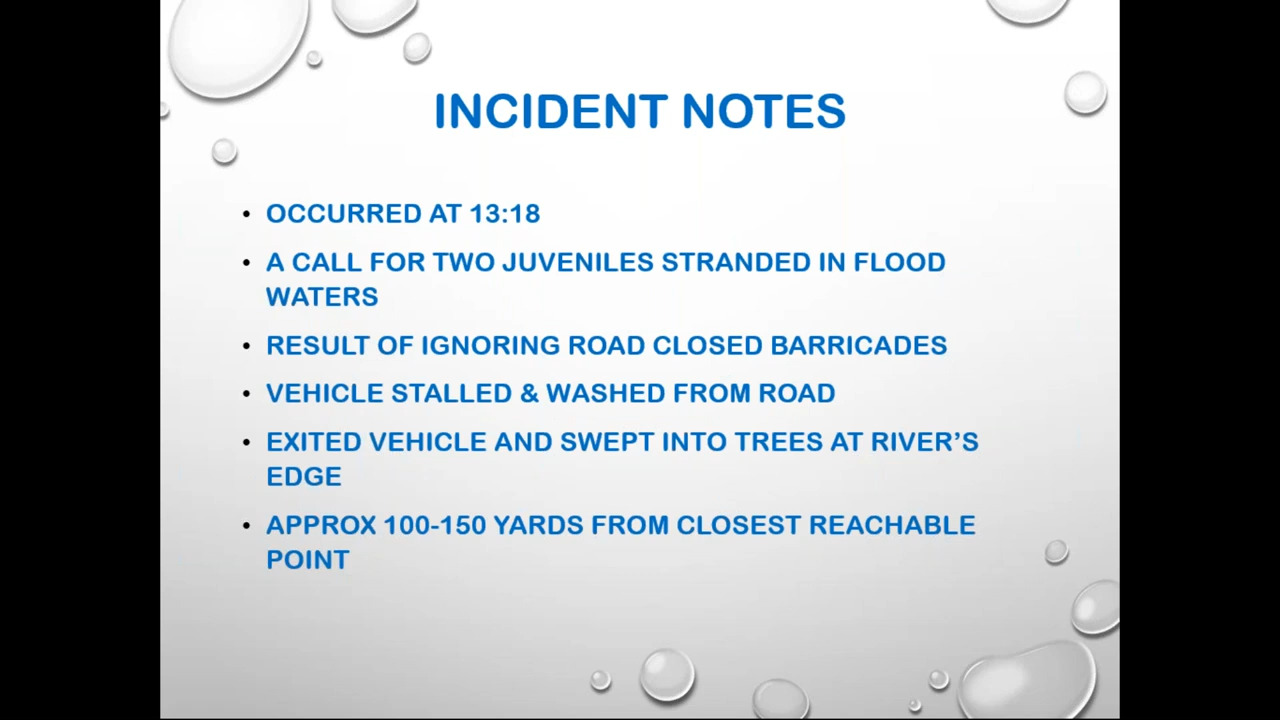 INCIDENT NOTES
• OCCURRED AT 13:18
• A CALL FOR TWO JUVENILES STRANDED IN FLOOD
WATERS
• RESULT OF IGNORING ROAD CLOSED BARRICADES
• VEHICLE STALLED & WASHED FROM ROAD
• EXITED VEHICLE AND SWEPT INTO TREES AT RIVER’S
EDGE
• APPROX 100-150 YARDS FROM CLOSEST REACHABLE
POINT